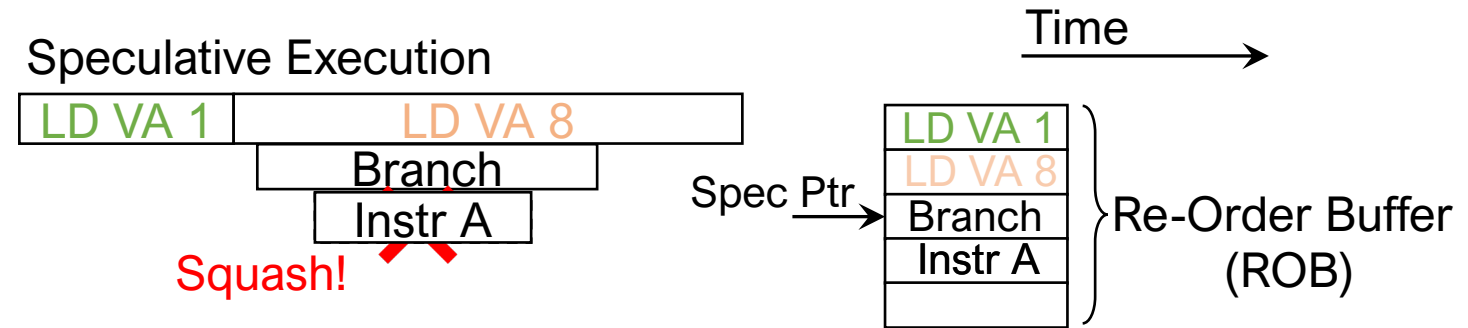 Time
Speculative Execution
LD VA 1
LD VA 8
Branch
Instr A
Squash!
LD VA 1
LD VA 8
Spec Ptr
Branch
Instr A
Re-Order Buffer
(ROB)